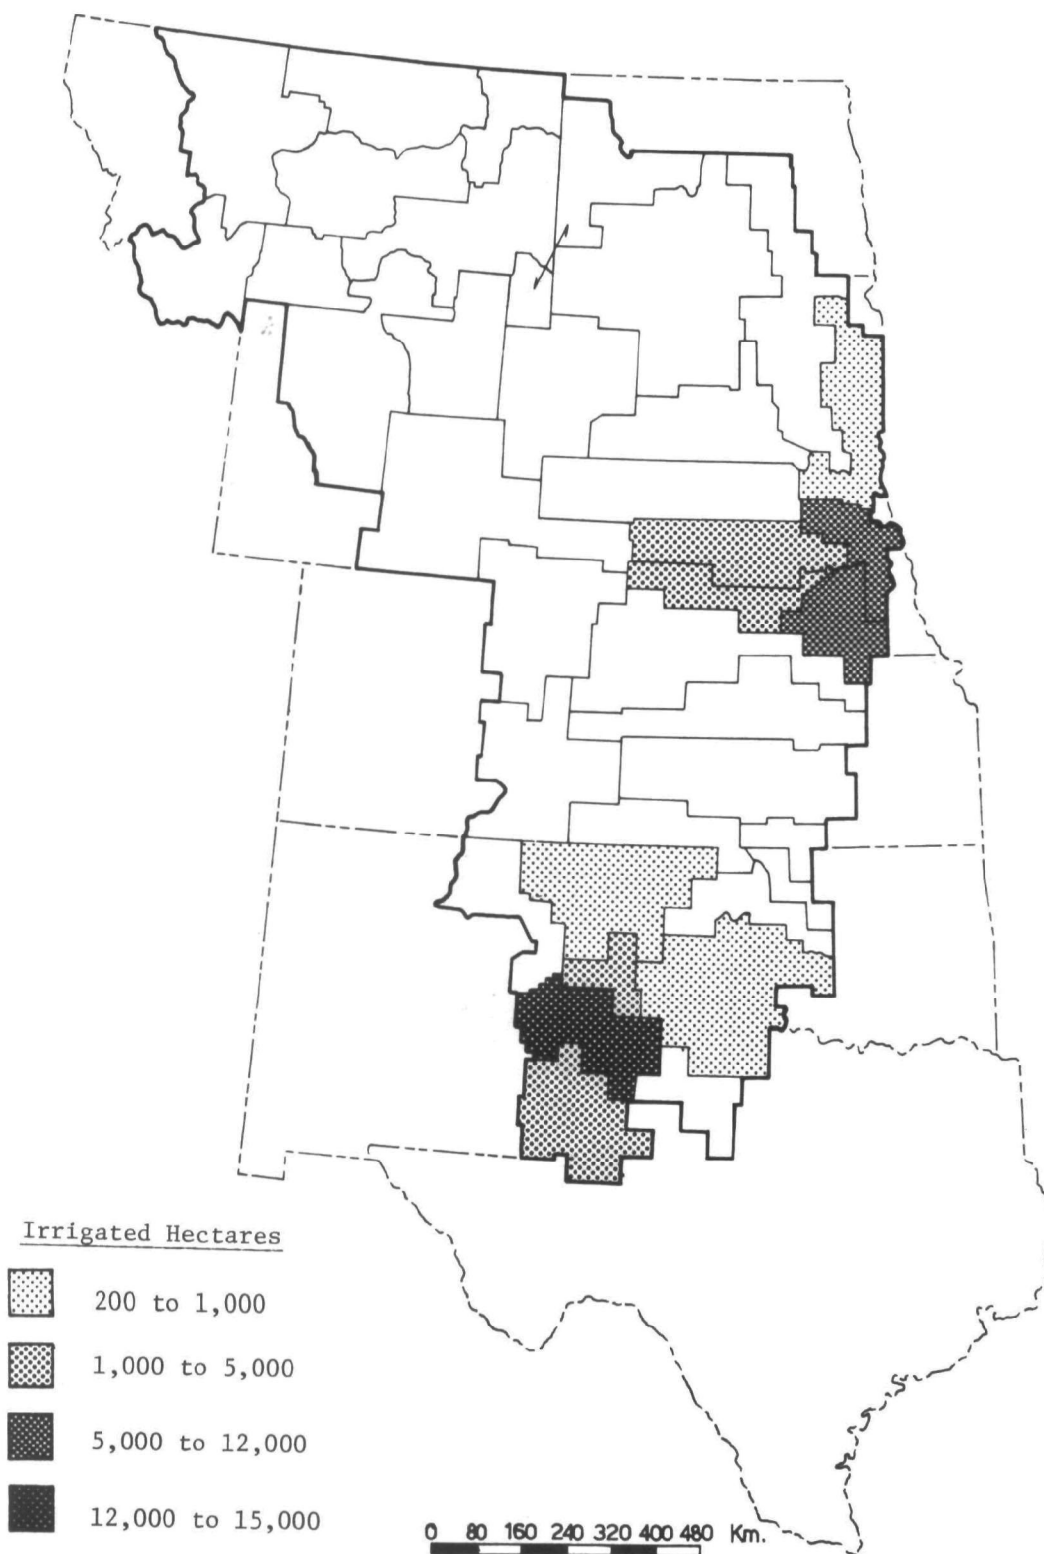 Irrigated Hectares
200 to 1,000
1,000 to 5,000
5,000 to 12,000
12,000 to 15,000
0 80 160 240 320 400 480 Km.